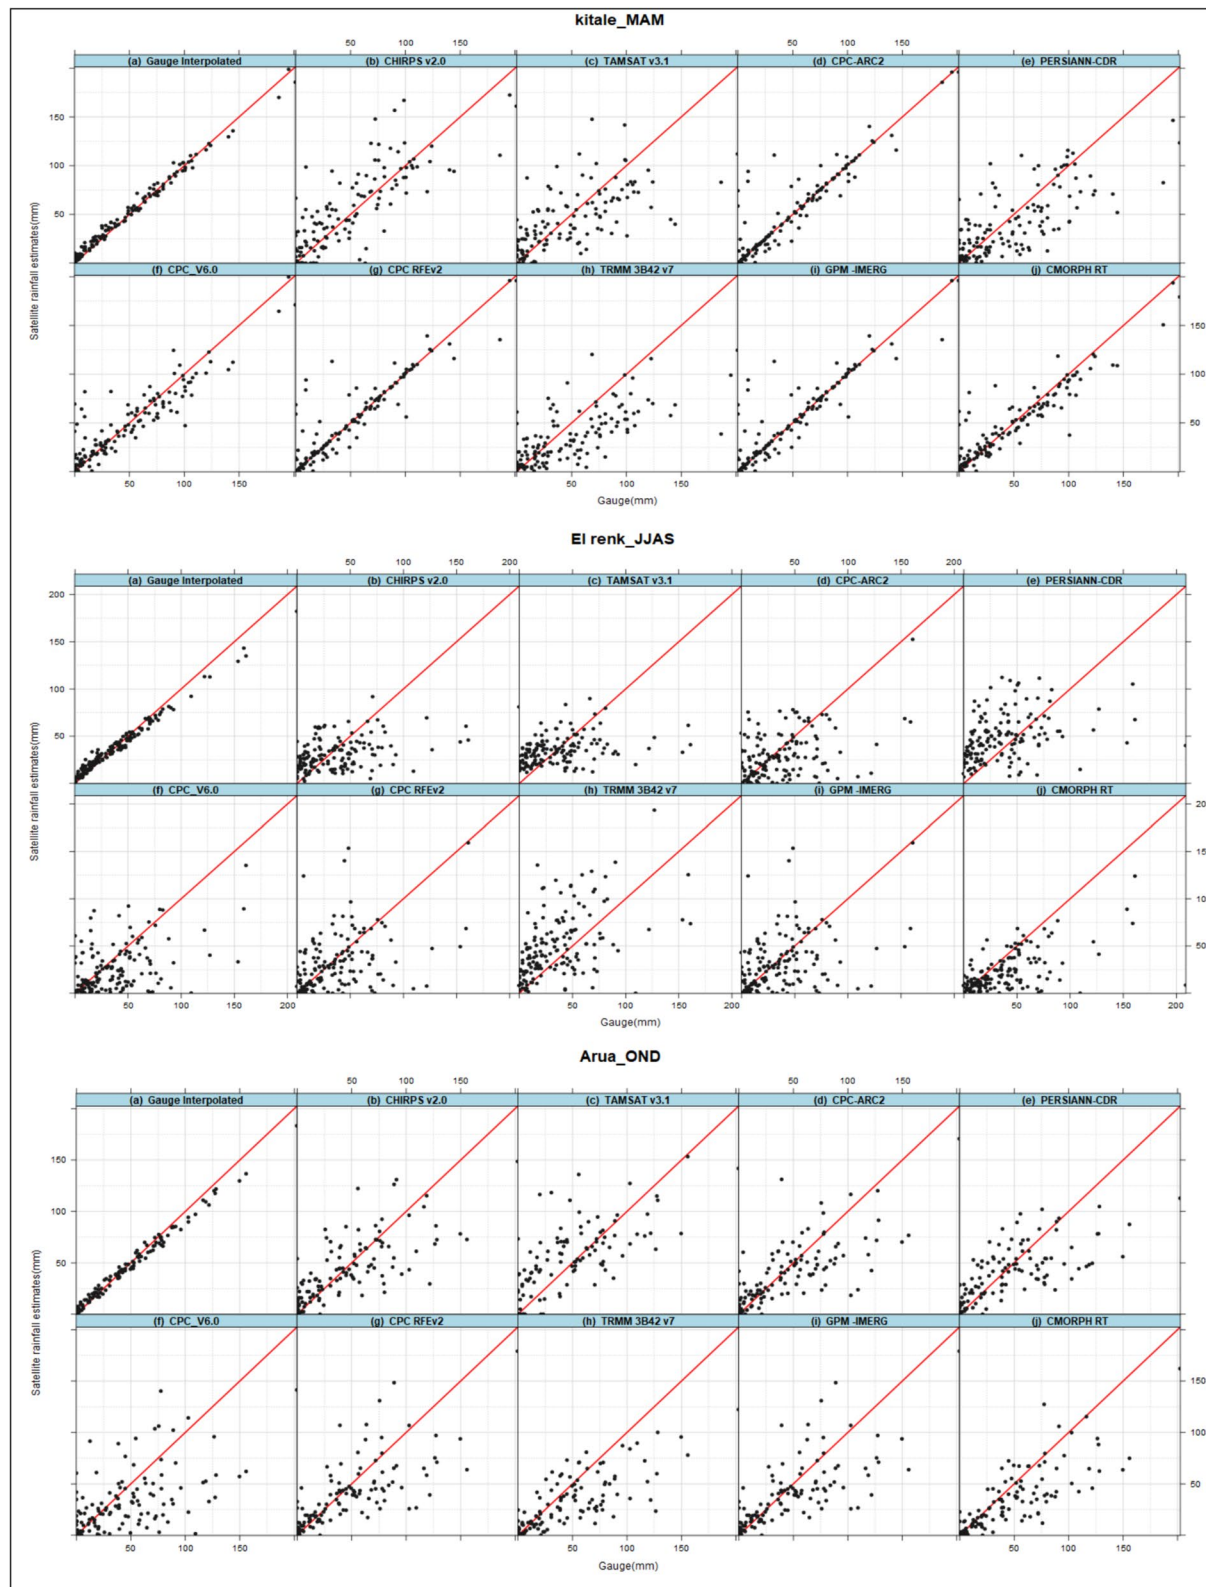 kitale_MAM
50 100 150 50 100 150
(a) Gauge Interpolated (b) CHIRPS v2.0 (c) TAMSAT v3.1 (d) CPC-ARC2 (e) PERSIANN-CDR
150
100
50
(f) CPC_V6.0 (g) CPC RFEv2 (h) TRMM 3B42 v7 (i) GPM -IMERG (j) CMORPH RT
150
100
50
Satellite rainfall estimates(mm)
50 100 150 50 100 150 50 100 150
Gauge(mm)
El renk_JJAS
50 100 150 200 50 100 150 200
(a) Gauge Interpolated (b) CHIRPS v2.0 (c) TAMSAT v3.1 (d) CPC-ARC2 (e) PERSIANN-CDR
200
150
100
50
(f) CPC_V6.0 (g) CPC RFEv2 (h) TRMM 3B42 v7 (i) GPM -IMERG (j) CMORPH RT
20
15
10
50
Satellite rainfall estimates(mm)
50 100 150 200 50 100 150 200 50 100 150 200
Gauge(mm)
Arua_OND
50 100 150 50 100 150
(a) Gauge Interpolated (b) CHIRPS v2.0 (c) TAMSAT v3.1 (d) CPC-ARC2 (e) PERSIANN-CDR
150
100
50
(f) CPC_V6.0 (g) CPC RFEv2 (h) TRMM 3B42 v7 (i) GPM -IMERG (j) CMORPH RT
150
100
50
Satellite rainfall estimates(mm)
50 100 150 50 100 150 50 100 150
Gauge(mm)